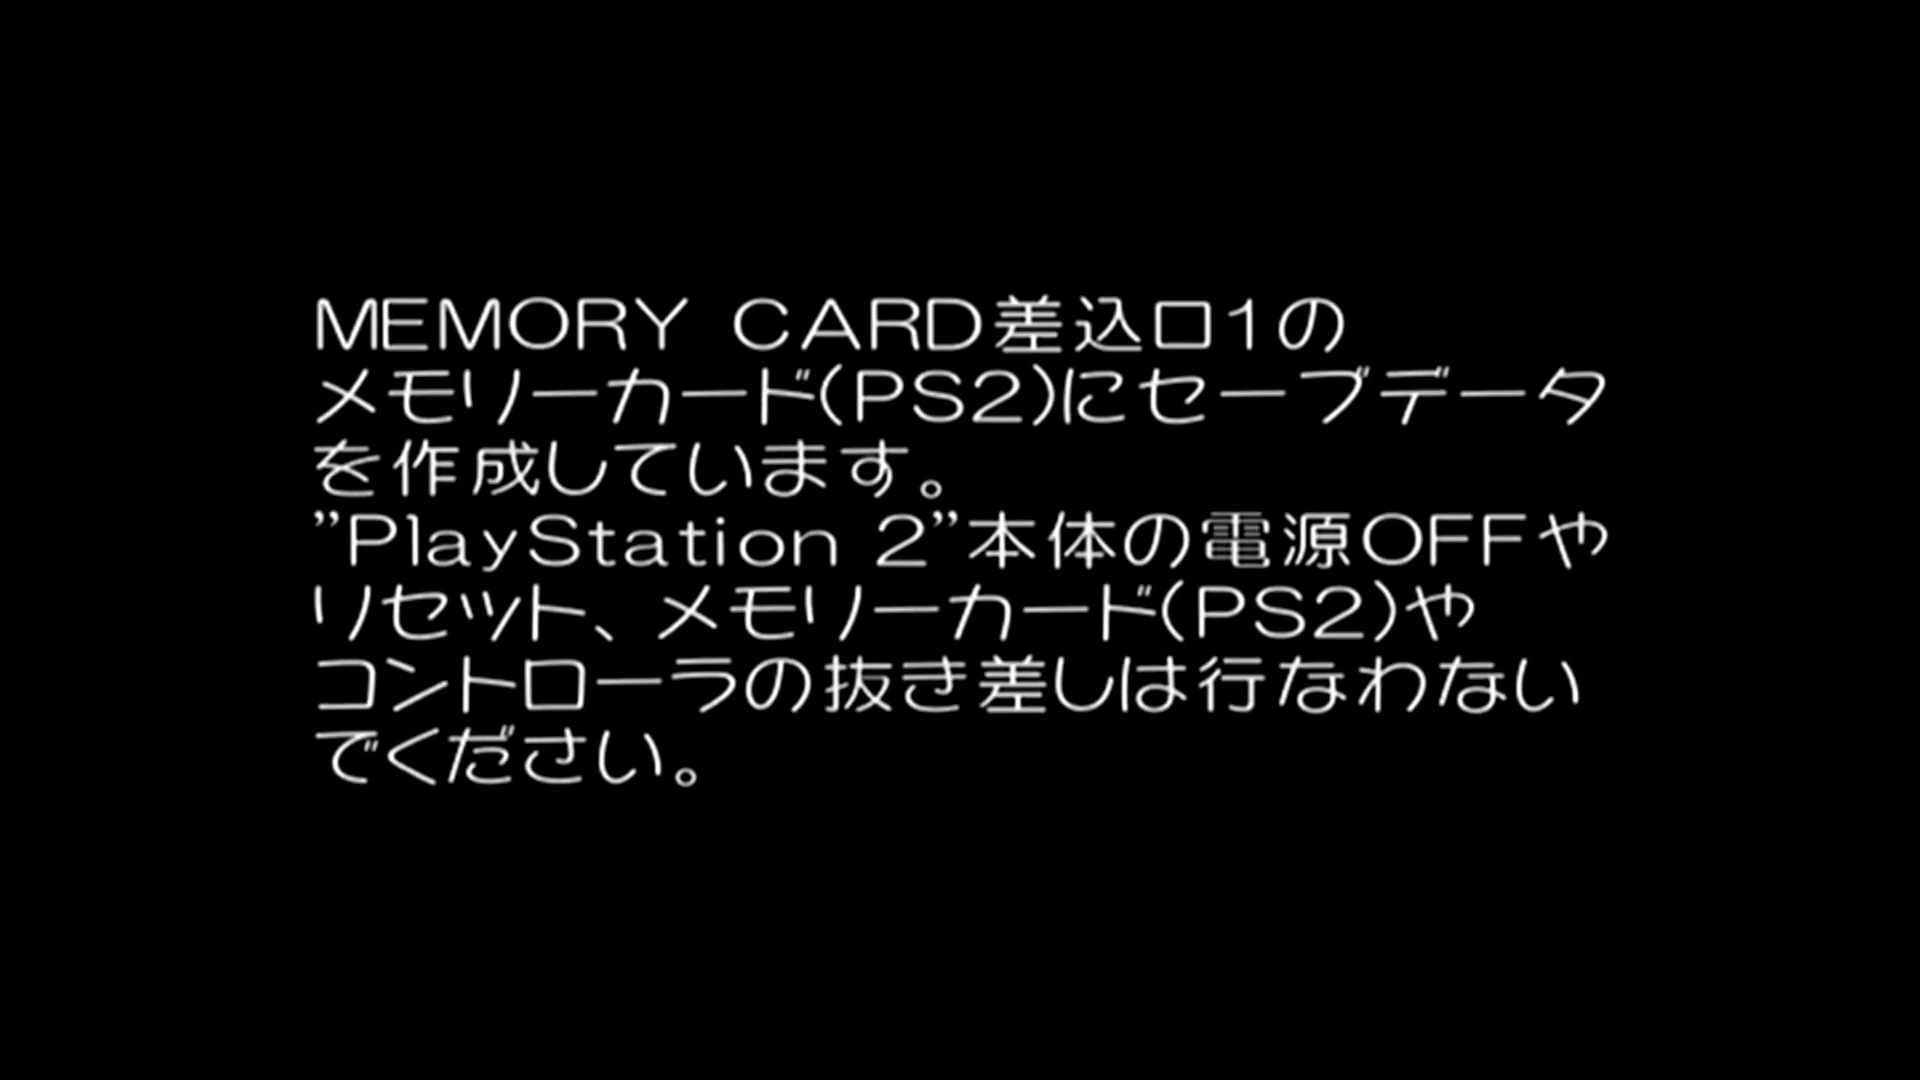 MEMORY CARD差込口1の
メモリーカード(PS2)にセーブデータ
を作成しています。
”PlayStation 2”本体の電源OFFや
リセット、メモリーカード(PS2)や
コントローラの抜き差しは行なわない
でください。